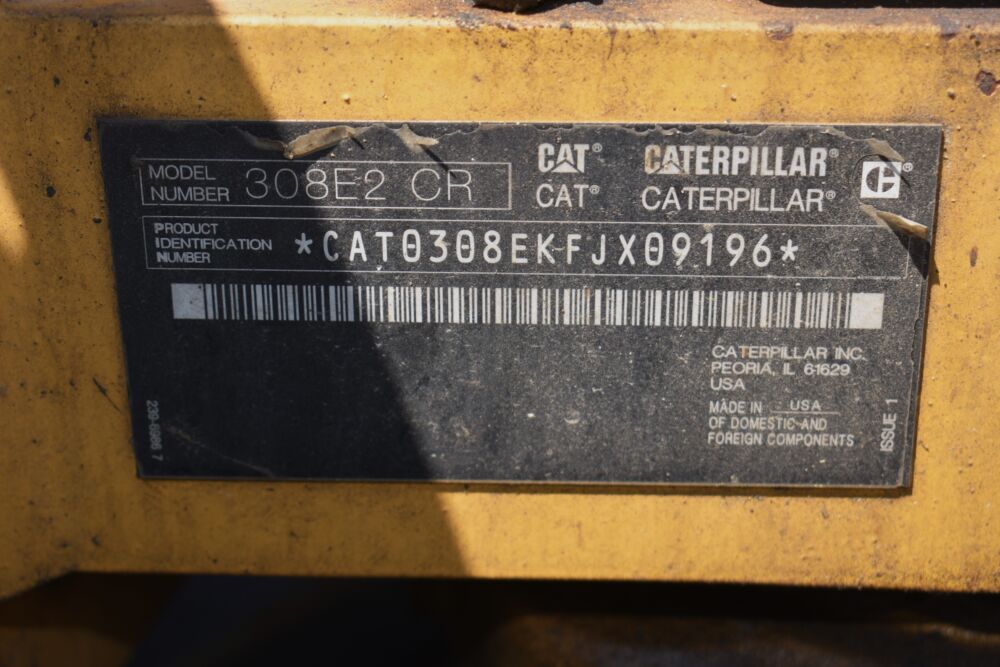 MODEL NUMBER 308E2 CR
CAT® CATERPILLAR®
CAT® CATERPILLAR®
PRODUCT IDENTIFICATION NUMBER *CAT0308EKFJX09196*
CATERPILLAR INC.
PEORIA, IL 61629
USA
MADE IN USA
OF DOMESTIC AND
FOREIGN COMPONENTS
ISSUE 1